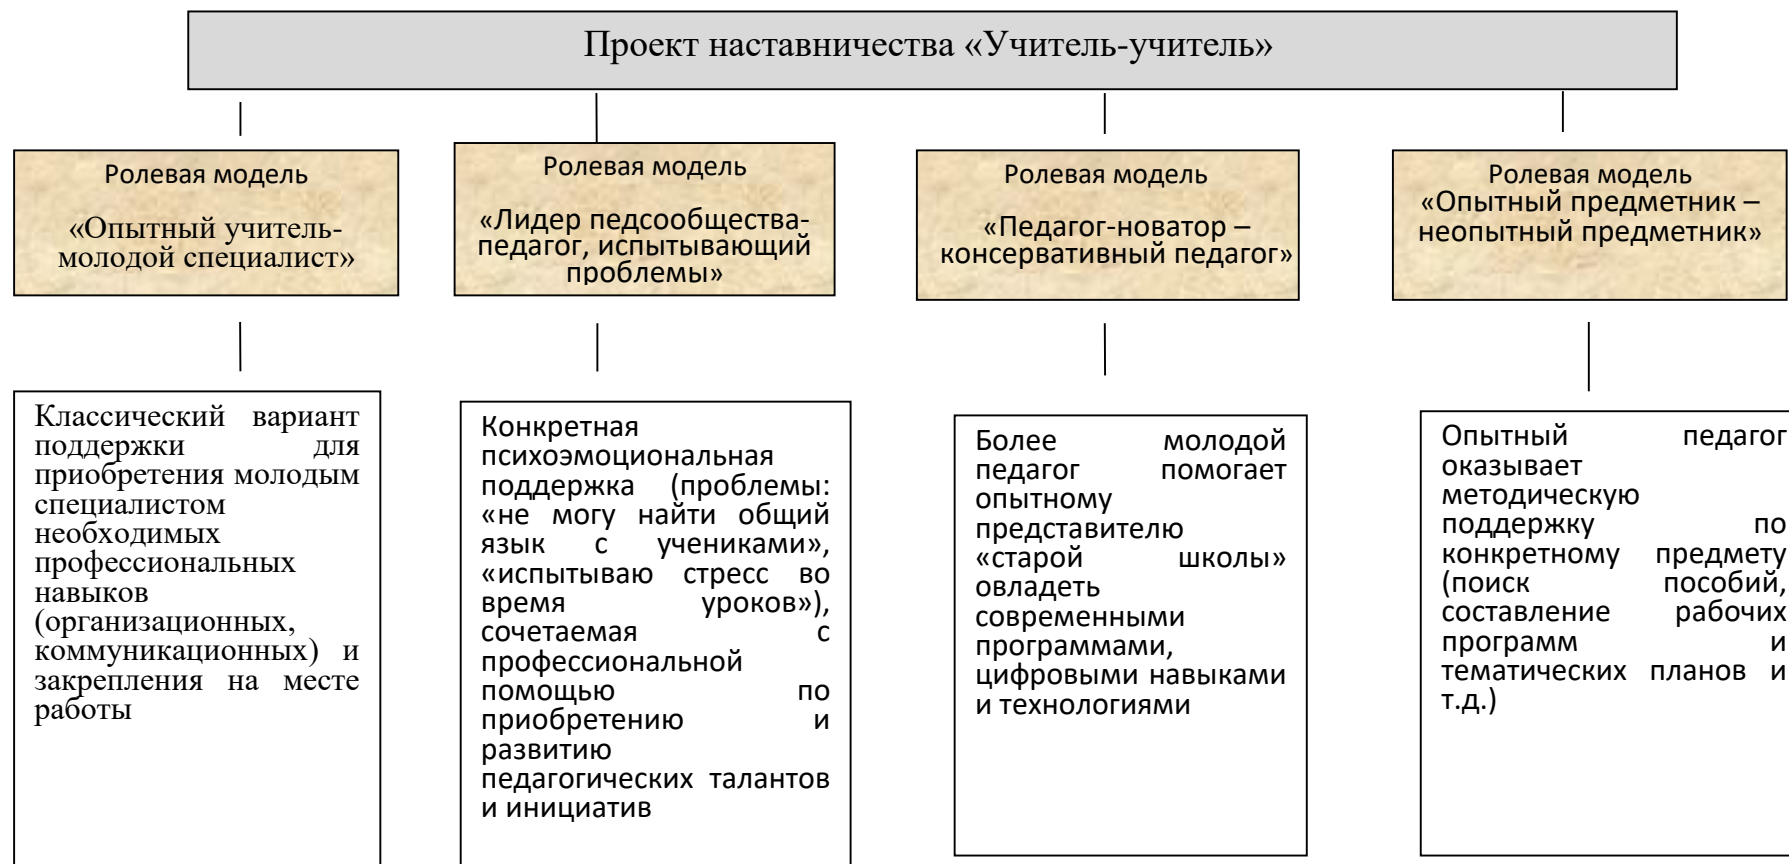 Проект наставничества «Учитель-учитель»
Ролевая модель
«Опытный учитель-
молодой специалист»
Ролевая модель
«Лидер педсообщества-
педагог, испытывающий
проблемы»
Ролевая модель
«Педагог-новатор –
консервативный педагог»
Ролевая модель
«Опытный предметник –
неопытный предметник»
Классический вариант
поддержки для
приобретения молодым
специалистом
необходимых
профессиональных
навыков
(организационных,
коммуникационных) и
закрепления на месте
работы
Конкретная
психоэмоциональная
поддержка (проблемы:
«не могу найти общий
язык с учениками»,
«испытываю стресс во
время уроков»),
сочетаемая с
профессиональной
помощью по
приобретению и
развитию
педагогических талантов
и инициатив
Более молодой
педагог помогает
опытному
представителю
«старой школы»
овладеть
современными
программами,
цифровыми навыками
и технологиями
Опытный педагог
оказывает
методическую
поддержку по
конкретному предмету
(поиск пособий,
составление рабочих
программ и
тематических планов и
т.д.)